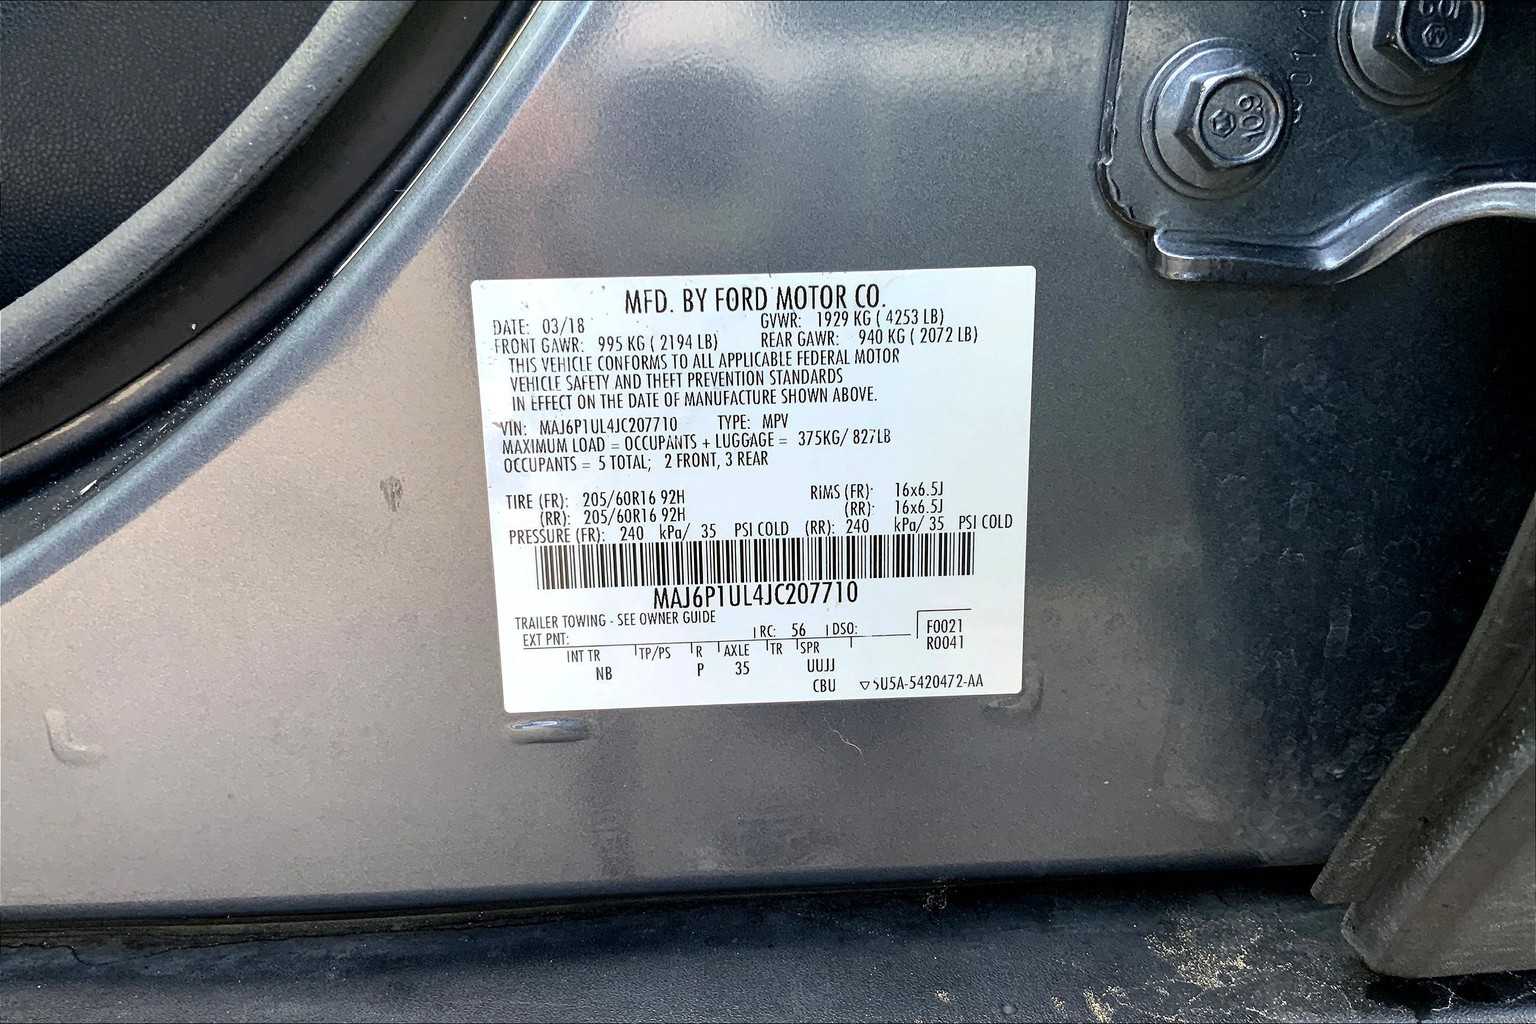 10.9
MFD. BY FORD MOTOR CO.
DATE: 03/18 GVWR: 1929 KG ( 4253 LB)
FRONT GAWR: 995 KG ( 2194 LB) REAR GAWR: 940 KG ( 2072 LB)
THIS VEHICLE CONFORMS TO ALL APPLICABLE FEDERAL MOTOR
VEHICLE SAFETY AND THEFT PREVENTION STANDARDS
IN EFFECT ON THE DATE OF MANUFACTURE SHOWN ABOVE.
VIN: MAJ6P1UL4JC207710 TYPE: MPV
MAXIMUM LOAD = OCCUPANTS + LUGGAGE = 375KG/ 827LB
OCCUPANTS = 5 TOTAL; 2 FRONT, 3 REAR
TIRE (FR): 205/60R16 92H RIMS (FR): 16x6.5J
(RR): 205/60R16 92H (RR): 16x6.5J
PRESSURE (FR): 240 kPa/ 35 PSI COLD (RR): 240 kPa/ 35 PSI COLD
MAJ6P1UL4JC207710
TRAILER TOWING - SEE OWNER GUIDE
EXT PNT: RC: 56 DSO: F0021
INT TR TP/PS R AXLE TR SPR R0041
NB P 35 UUJJ
CBU 5U5A-5420472-AA